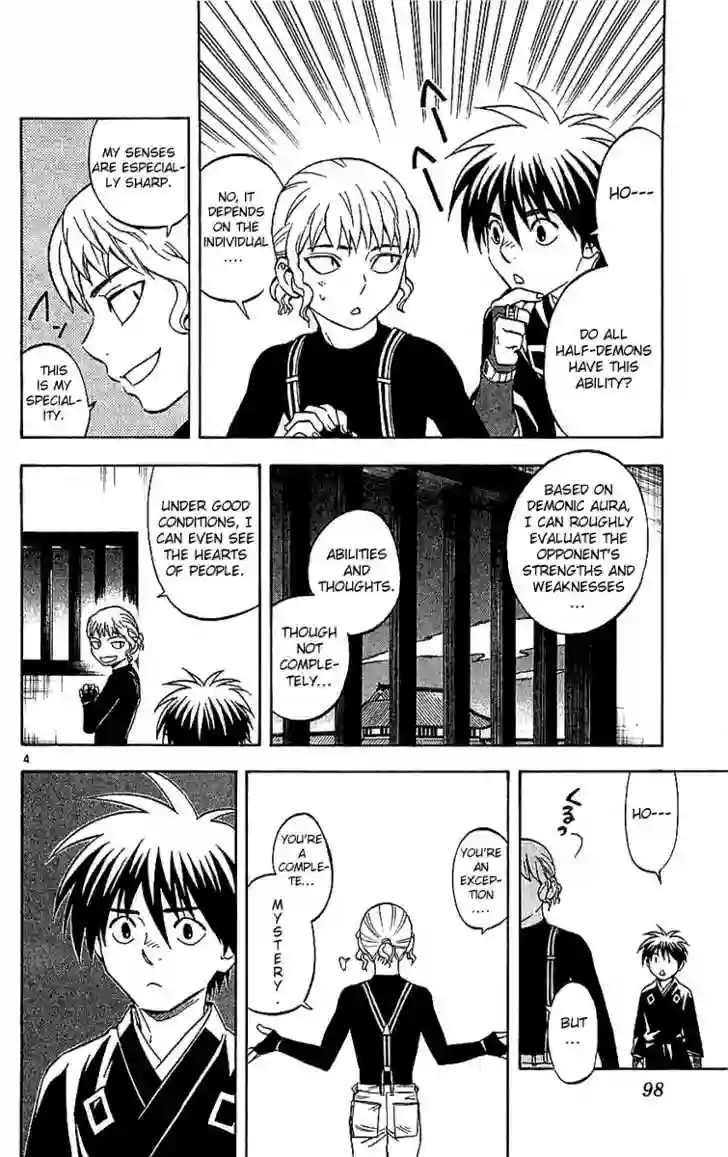 HO---
DO ALL
HALF-DEMONS
HAVE THIS
ABILITY?
NO, IT
DEPENDS
ON THE
INDIVIDUAL
....
MY SENSES
ARE ESPECIAL-
LY SHARP.
THIS
IS MY
SPECIAL-
ITY.
BASED ON
DEMONIC AURA,
I CAN ROUGHLY
EVALUATE THE
OPPONENT'S
STRENGTHS AND
WEAKNESSES
...
ABILITIES
AND
THOUGHTS.
THOUGH
NOT
COMPLE-
TELY...
UNDER GOOD
CONDITIONS, I
CAN EVEN SEE
THE HEARTS
OF PEOPLE.
4
HO---
くるっ
BUT
...
98
YOU'RE
AN
EXCEP-
TION
....
YOU'RE
A
COMPLE-
TE...
MYSTERY.